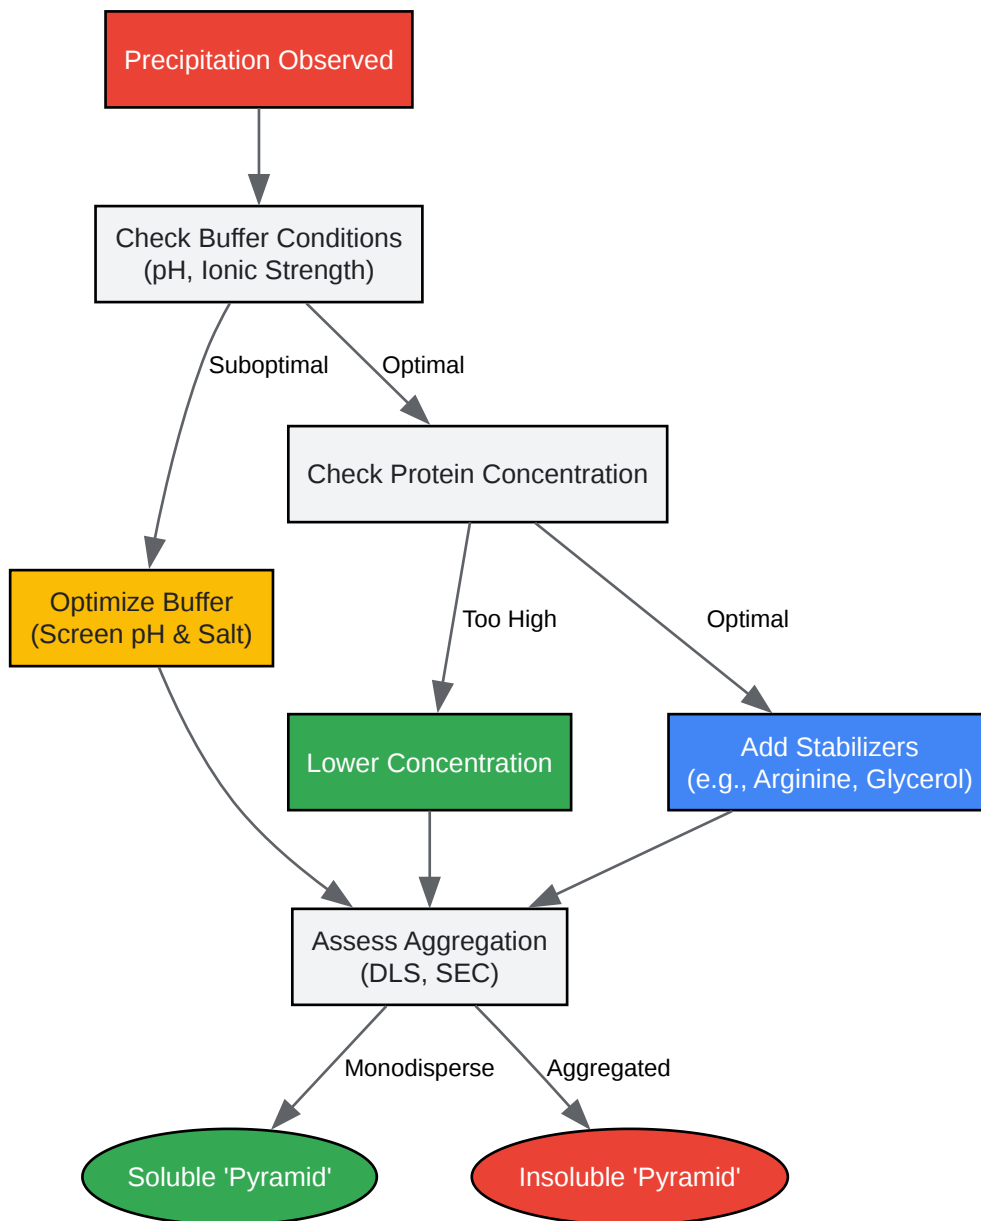 Precipitation Observed
Check Buffer Conditions
(pH, Ionic Strength)
Suboptimal
Optimal
Check Protein Concentration
Optimize Buffer
(Screen pH & Salt)
Too High
Optimal
Lower Concentration
Add Stabilizers
(e.g., Arginine, Glycerol)
Assess Aggregation
(DLS, SEC)
Monodisperse
Aggregated
Soluble 'Pyramid'
Insoluble 'Pyramid'